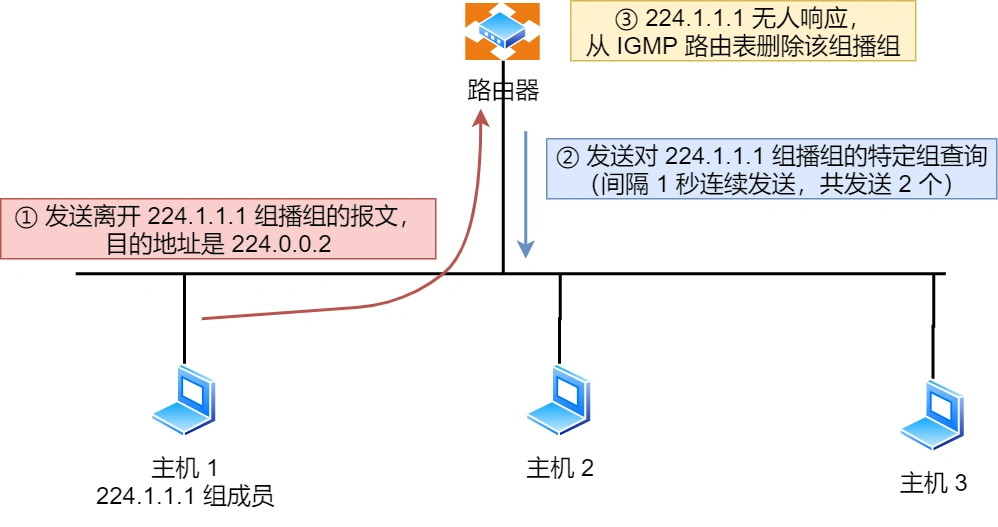 ③ 224.1.1.1 无人响应，
从 IGMP 路由表删除该组播组
路由器
② 发送对 224.1.1.1 组播组的特定组查询
（间隔 1 秒连续发送，共发送 2 个）
① 发送离开 224.1.1.1 组播组的报文，
目的地址是 224.0.0.2
主机 1
224.1.1.1 组成员
主机 2
主机 3